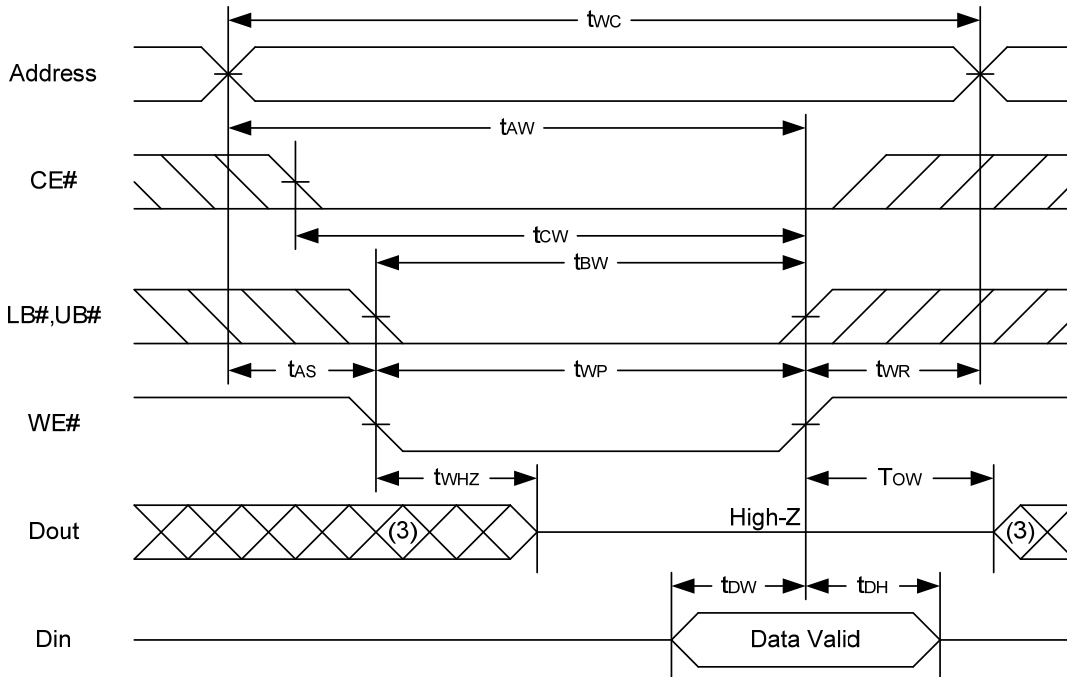 tWC
Address
tAW
CE#
tCW
tBW
LB#,UB#
tAS
tWP
tWR
WE#
tWHZ
TOW
Dout
(3)
High-Z
(3)
tDW
tDH
Din
Data Valid